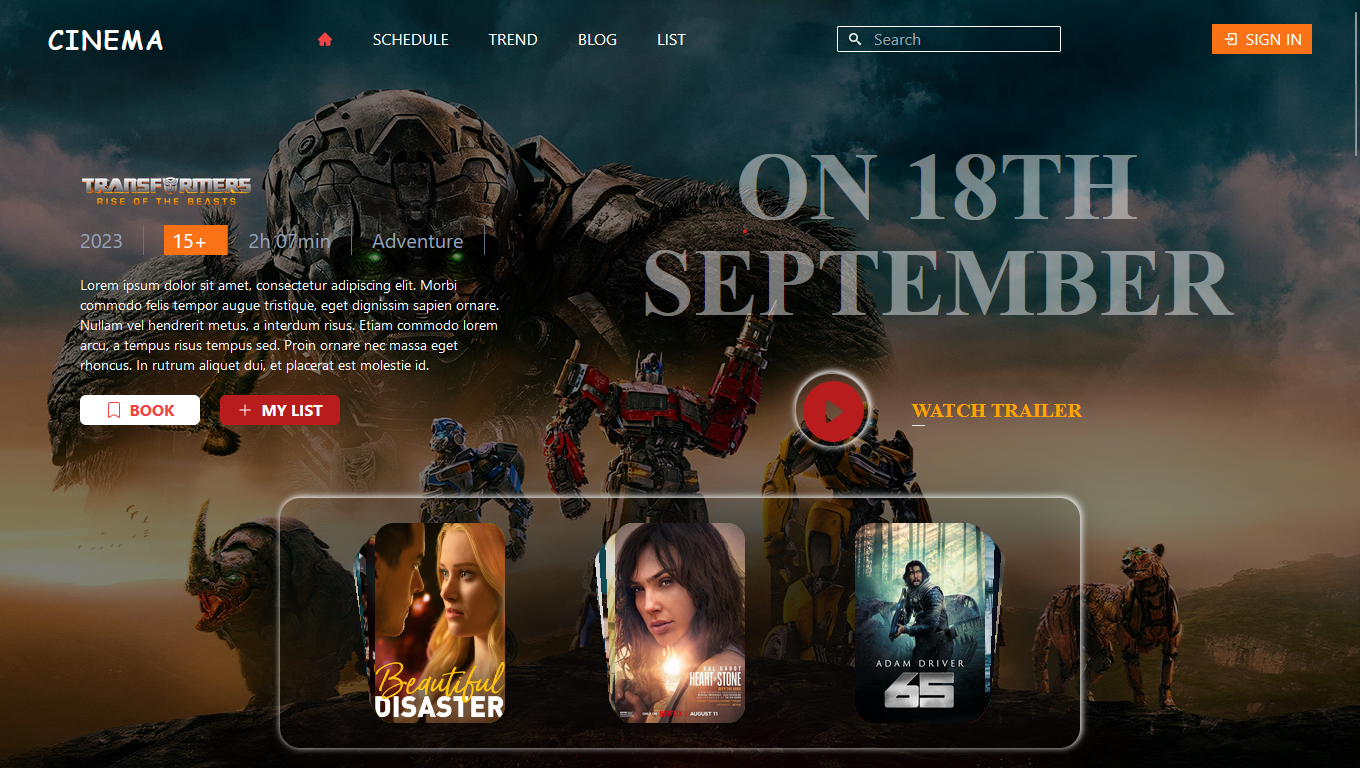 CINEMA
SCHEDULE
TREND
BLOG
LIST
Search
SIGN IN
TRANSFORMERS
RISE OF THE BEASTS
2023
15+
2h 07min
Adventure
Lorem ipsum dolor sit amet, consectetur adipiscing elit. Morbi
commodo felis tempor augue tristique, eget dignissim sapien ornare.
Nullam vel hendrerit metus, a interdum risus. Etiam commodo lorem
arcu, a tempus risus tempus sed. Proin ornare nec massa eget
rhoncus. In rutrum aliquet dui, et placerat est molestie id.
BOOK
MY LIST
ON 18TH
SEPTEMBER
WATCH TRAILER
Beautiful
DISASTER
GAL GADOT
HEART OF STONE
AUGUST 11
ADAM DRIVER
65